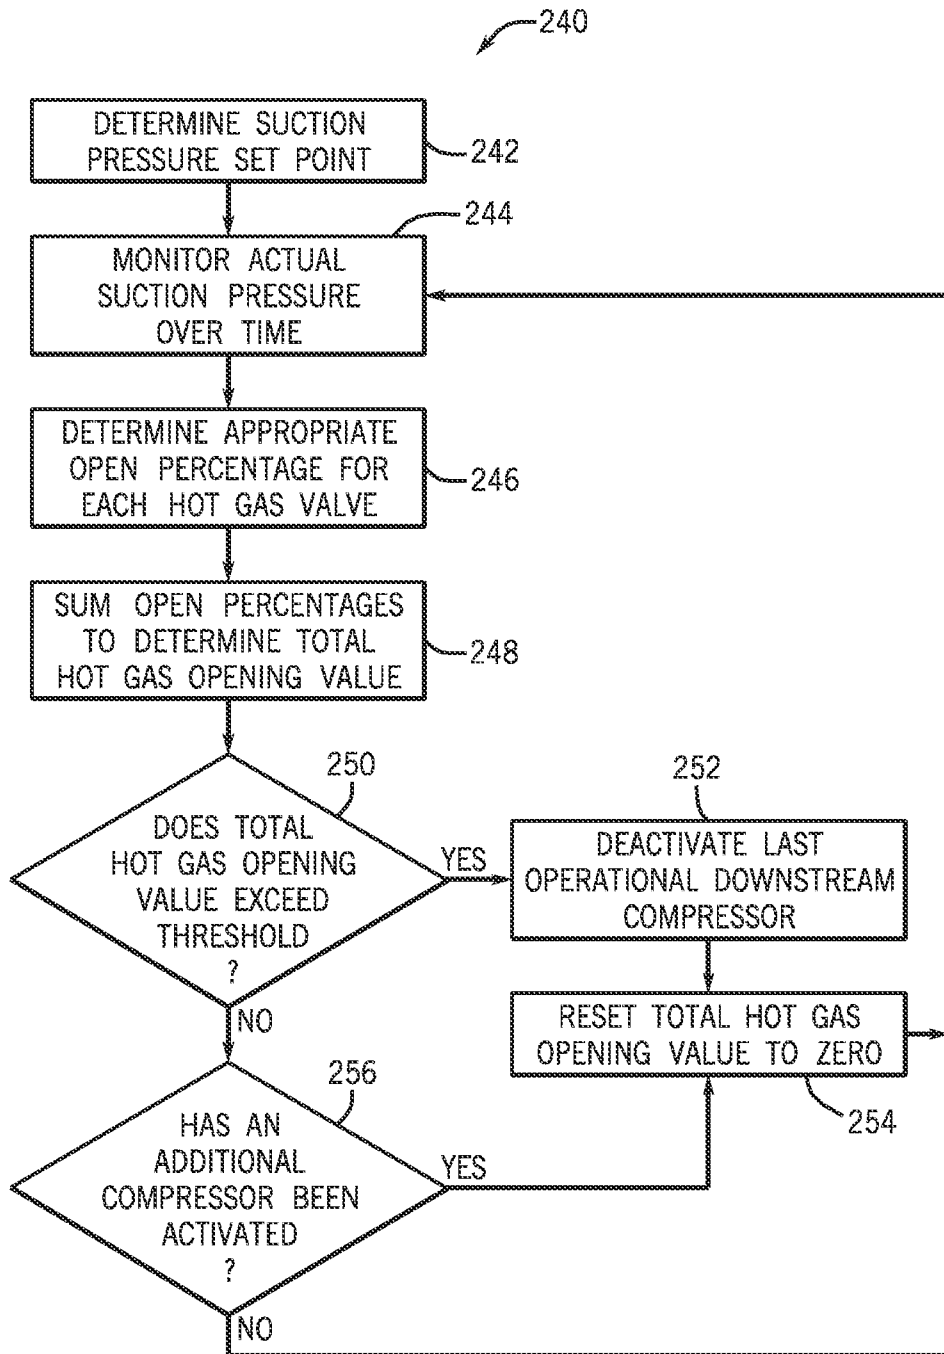 240
DETERMINE SUCTION
PRESSURE SET POINT
242
244
MONITOR ACTUAL
SUCTION PRESSURE
OVER TIME
DETERMINE APPROPRIATE
OPEN PERCENTAGE FOR
EACH HOT GAS VALVE
246
SUM OPEN PERCENTAGES
TO DETERMINE TOTAL
HOT GAS OPENING VALUE
248
250
DOES TOTAL
HOT GAS OPENING
VALUE EXCEED
THRESHOLD
?
YES
252
DEACTIVATE LAST
OPERATIONAL DOWNSTREAM
COMPRESSOR
NO
RESET TOTAL HOT GAS
OPENING VALUE TO ZERO
254
256
HAS AN
ADDITIONAL
COMPRESSOR BEEN
ACTIVATED
?
YES
NO